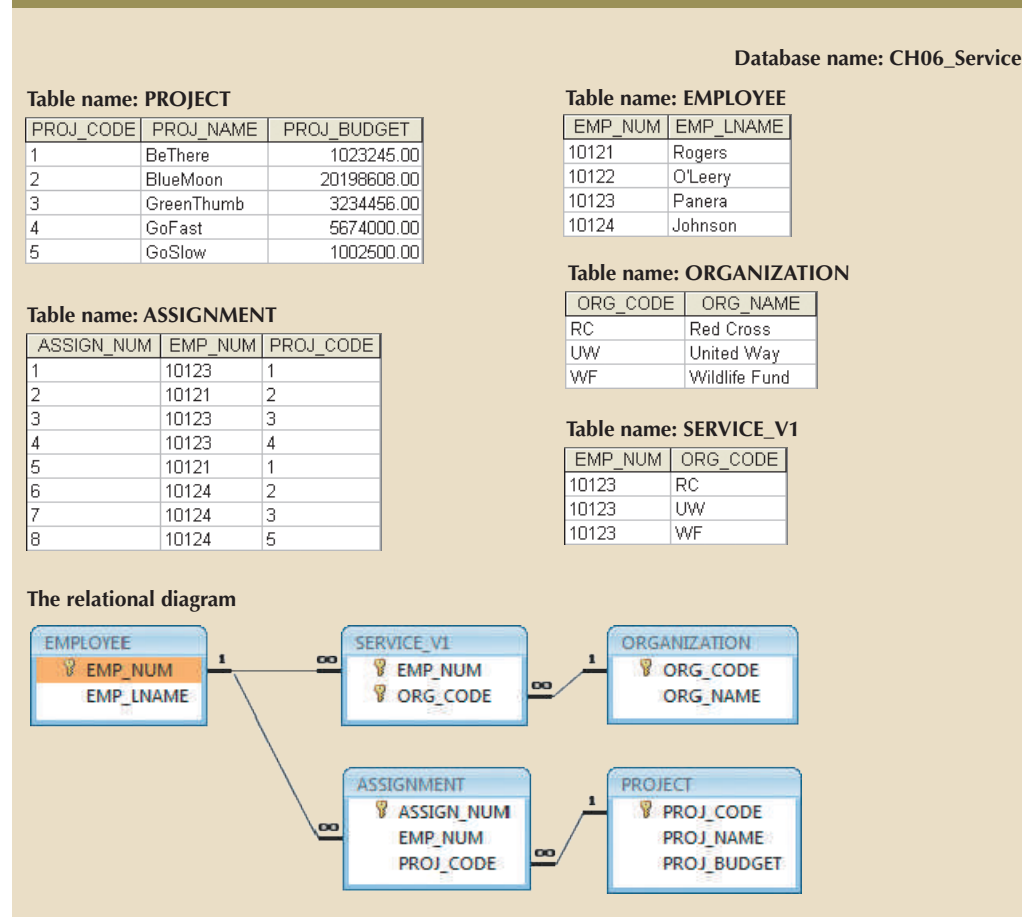 Database name: CH06_Service
Table name: PROJECT
PROJ_CODE PROJ_NAME PROJ_BUDGET
1 BeThere 1023245.00
2 BlueMoon 20198608.00
3 GreenThumb 3234456.00
4 GoFast 5674000.00
5 GoSlow 1002500.00
Table name: EMPLOYEE
EMP_NUM EMP_LNAME
10121 Rogers
10122 O'Leery
10123 Panera
10124 Johnson
Table name: ORGANIZATION
ORG_CODE ORG_NAME
RC Red Cross
UW United Way
WF Wildlife Fund
Table name: ASSIGNMENT
ASSIGN_NUM EMP_NUM PROJ_CODE
1 10123 1
2 10121 2
3 10123 3
4 10123 4
5 10121 1
6 10124 2
7 10124 3
8 10124 5
Table name: SERVICE_V1
EMP_NUM ORG_CODE
10123 RC
10123 UW
10123 WF
The relational diagram
EMPLOYEE
EMP_NUM
EMP_LNAME
1
∞
SERVICE_V1
EMP_NUM
ORG_CODE
∞
1
ORGANIZATION
ORG_CODE
ORG_NAME
∞
ASSIGNMENT
ASSIGN_NUM
EMP_NUM
PROJ_CODE
∞
1
PROJECT
PROJ_CODE
PROJ_NAME
PROJ_BUDGET